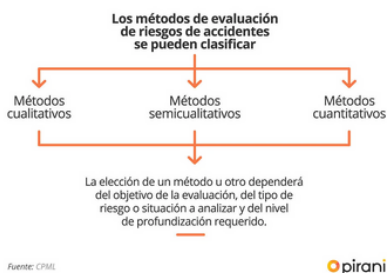 Los métodos de evaluación
de riesgos de accidentes
se pueden clasificar
Métodos
cualitativos
Métodos
semicualitativos
Métodos
cuantitativos
La elección de un método u otro dependerá
del objetivo de la evaluación, del tipo de
riesgo o situación a analizar y del nivel
de profundización requerido.
Fuente: CPML
pirani